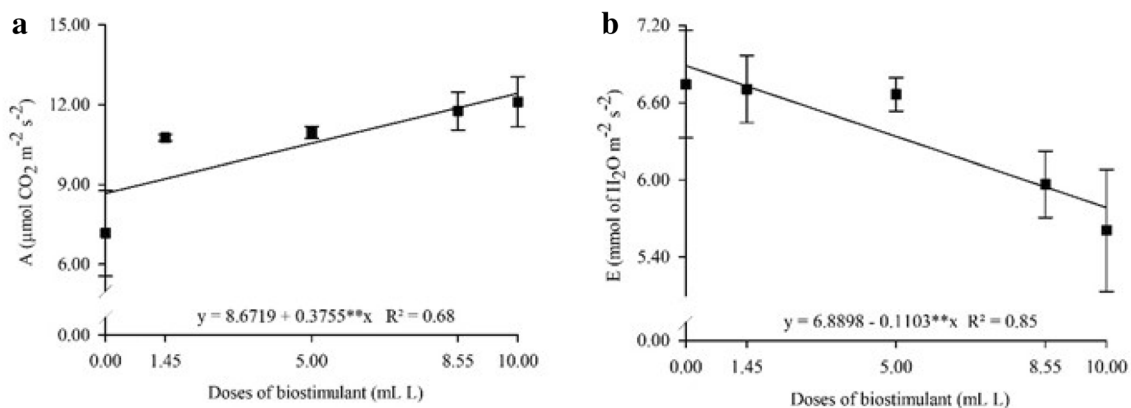 a
A (µmol CO2 m-2 s-2)
15.00
12.00
9.00
6.00
0.00
y = 8.6719 + 0.3755**x R² = 0.68
0.00 1.45 5.00 8.55 10.00
Doses of biostimulant (mL L)
b
E (mmol of H2O m-2 s-2)
7.20
6.60
6.00
5.40
0.00
y = 6.8898 - 0.1103**x R² = 0.85
0.00 1.45 5.00 8.55 10.00
Doses of biostimulant (mL L)